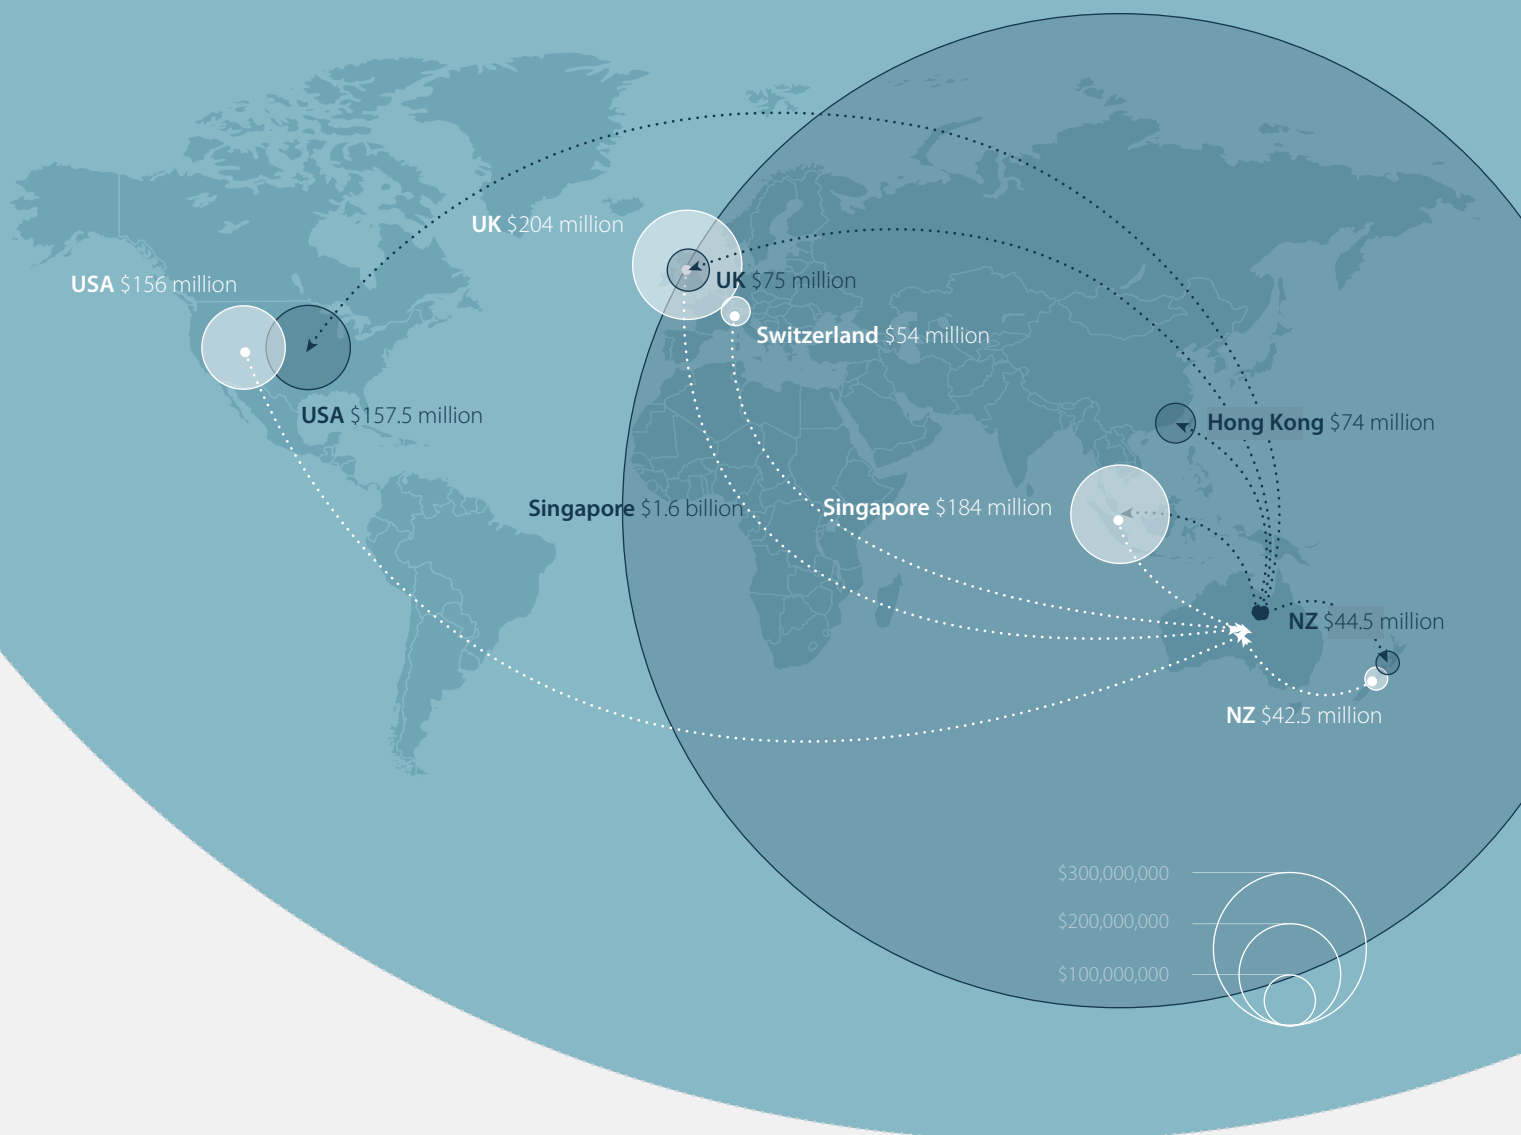 UK $204 million
USA $156 million
UK $75 million
Switzerland $54 million
USA $157.5 million
Hong Kong $74 million
Singapore $1.6 billion
Singapore $184 million
NZ $44.5 million
NZ $42.5 million
$300,000,000
$200,000,000
$100,000,000